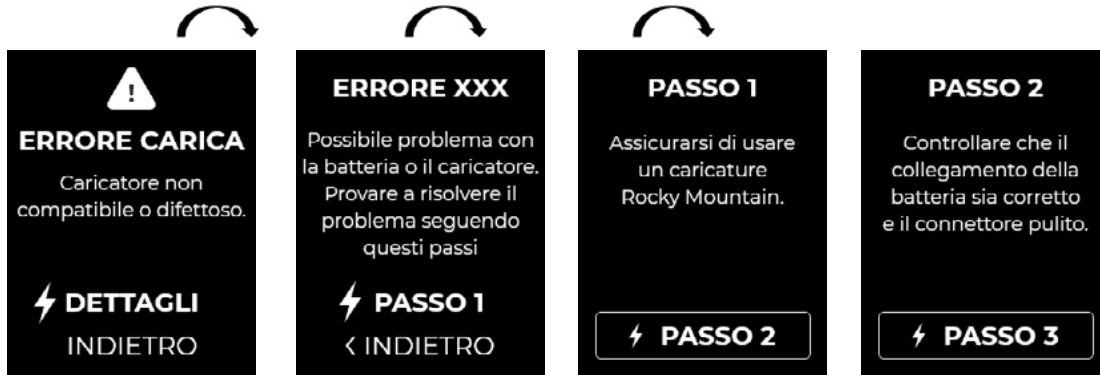 !
ERRORE CARICA
Caricatore non
compatibile o difettoso.
DETTAGLI
INDIETRO
ERRORE XXX
Possibile problema con
la batteria o il caricatore.
Provare a risolvere il
problema seguendo
questi passi
PASSO 1
< INDIETRO
PASSO 1
Assicurarsi di usare
un caricature
Rocky Mountain.
PASSO 2
PASSO 2
Controllare che il
collegamento della
batteria sia corretto
e il connettore pulito.
PASSO 3